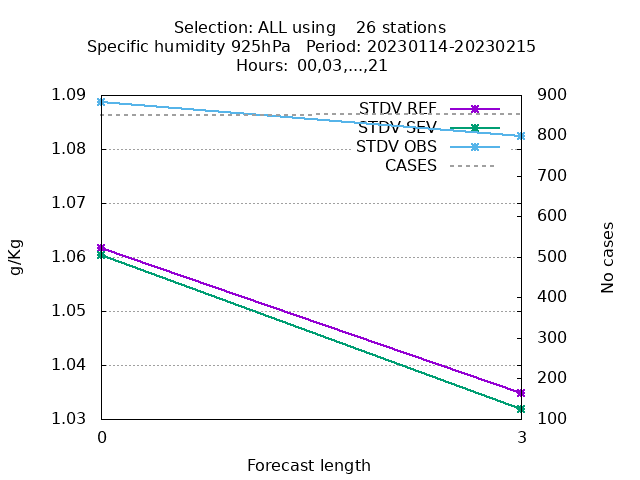 Selection: ALL using    26 stations
Specific humidity 925hPa   Period: 20230114-20230215
Hours:  00,03,...,21
1.09
1.08
1.07
1.06
1.05
1.04
1.03
g/Kg
STDV REF
STDV SEV
STDV OBS
CASES
900
800
700
600
500
400
300
200
100
No cases
0
3
Forecast length